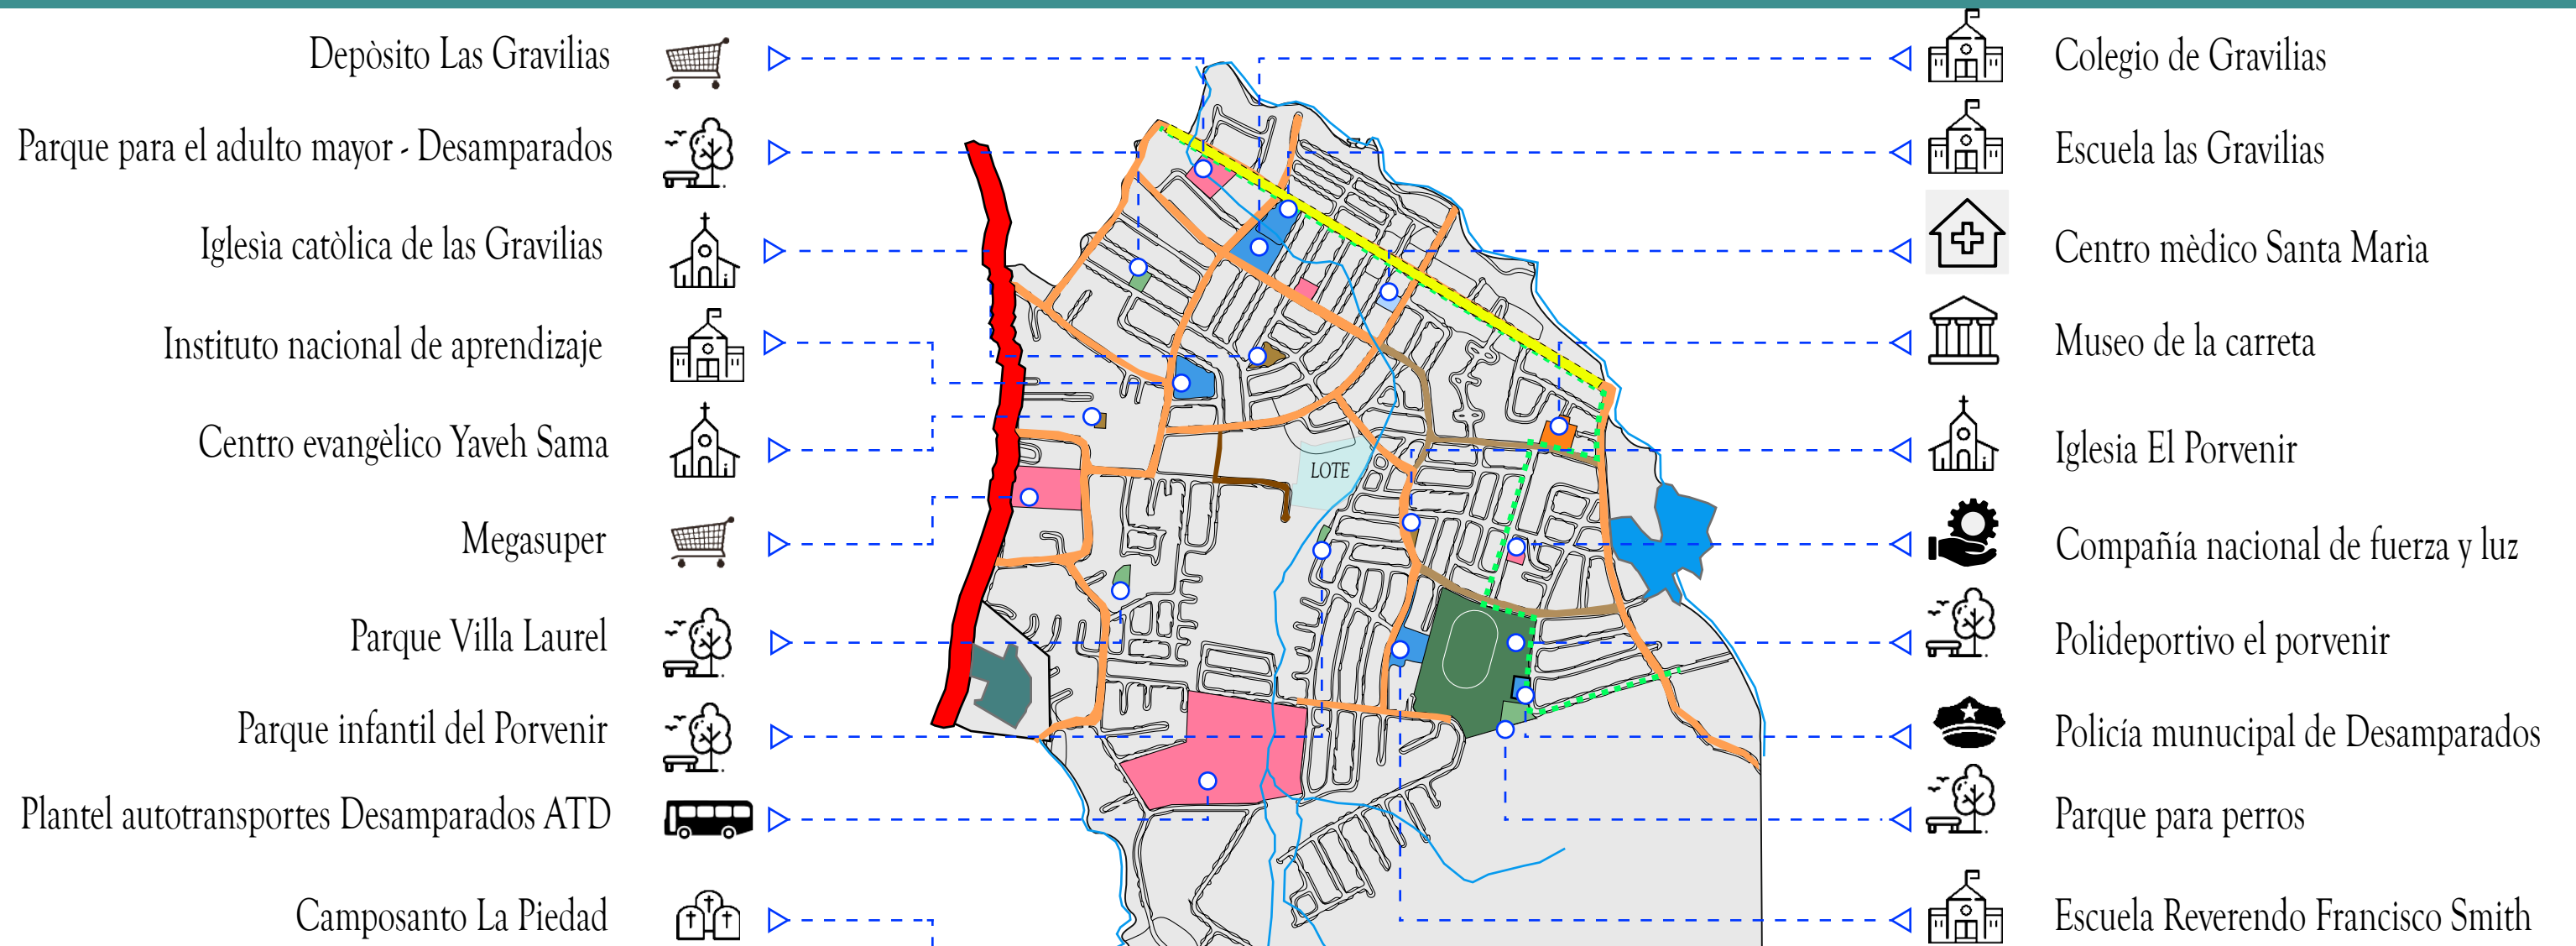 Depòsito Las Gravilias
Parque para el adulto mayor - Desamparados
Iglesìa catòlica de las Gravilias
Instituto nacional de aprendizaje
Centro evangèlico Yaveh Sama
Megasuper
Parque Villa Laurel
Parque infantil del Porvenir
Plantel autotransportes Desamparados ATD
Camposanto La Piedad
LOTE
Colegio de Gravilias
Escuela las Gravilias
Centro mèdico Santa Marìa
Museo de la carreta
Iglesia El Porvenir
Compañía nacional de fuerza y luz
Polideportivo el porvenir
Policía munucipal de Desamparados
Parque para perros
Escuela Reverendo Francisco Smith